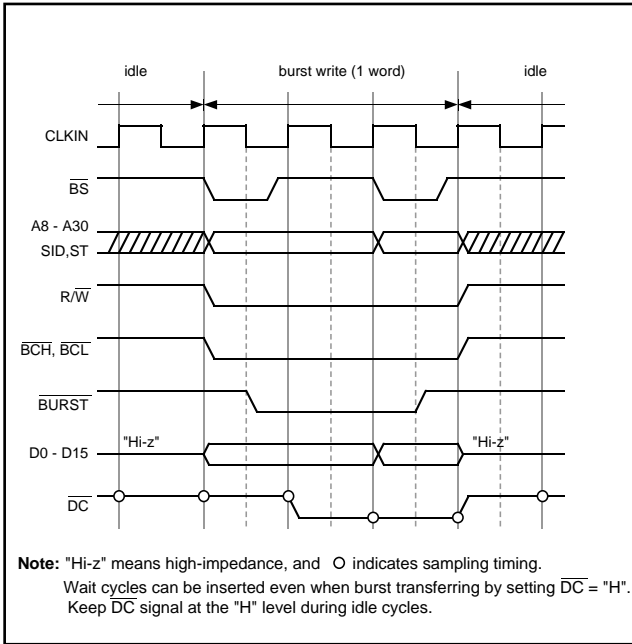 idle burst write (1 word) idle
CLKIN
BS
A8 - A30
SID,ST
R/W
BCH, BCL
BURST
"Hi-z" "Hi-z"
D0 - D15
DC
Note: "Hi-z" means high-impedance, and O indicates sampling timing.
Wait cycles can be inserted even when burst transferring by setting DC = "H".
Keep DC signal at the "H" level during idle cycles.